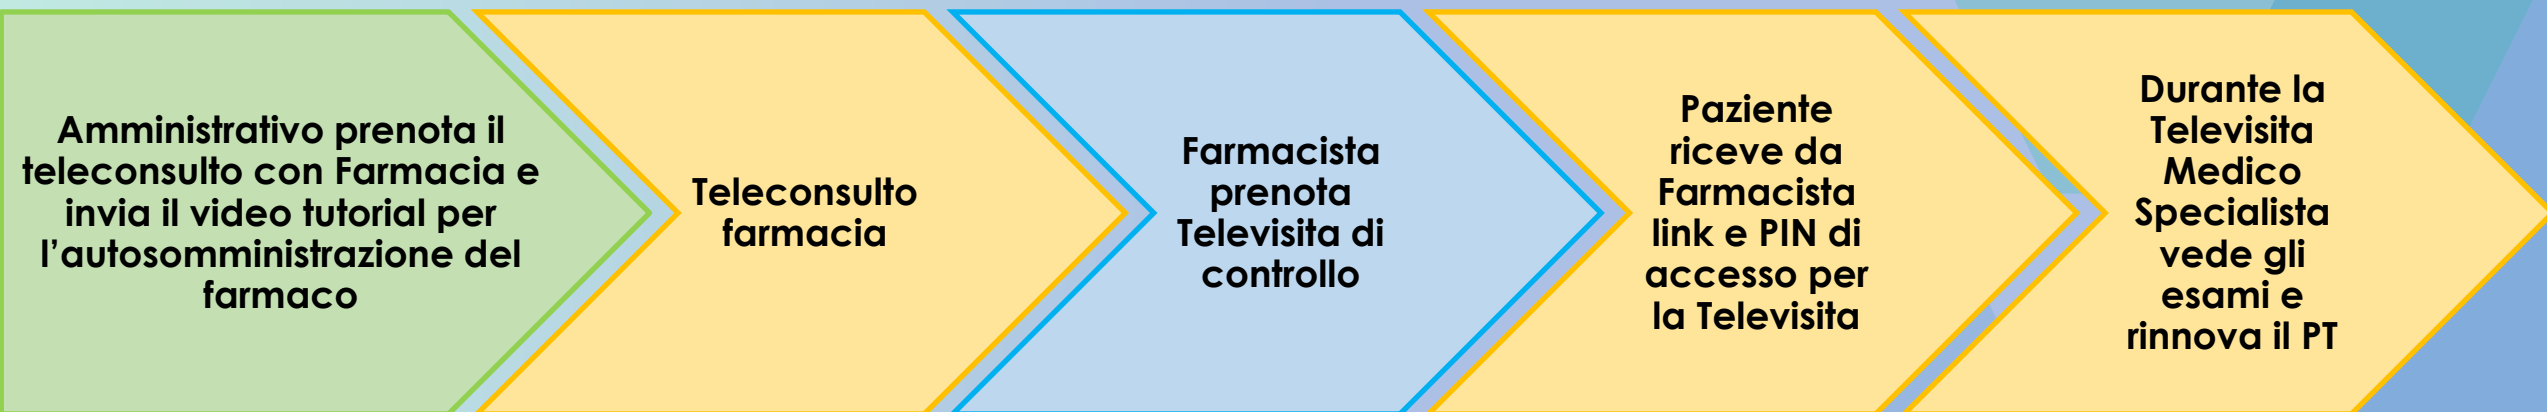 Amministrativo prenota il
teleconsulto con Farmacia e
invia il video tutorial per
l’autosomministrazione del
farmaco
Teleconsulto
farmacia
Farmacista
prenota
Televisita di
controllo
Paziente
riceve da
Farmacista
link e PIN di
accesso per
la Televisita
Durante la
Televisita
Medico
Specialista
vede gli
esami e
rinnova il PT